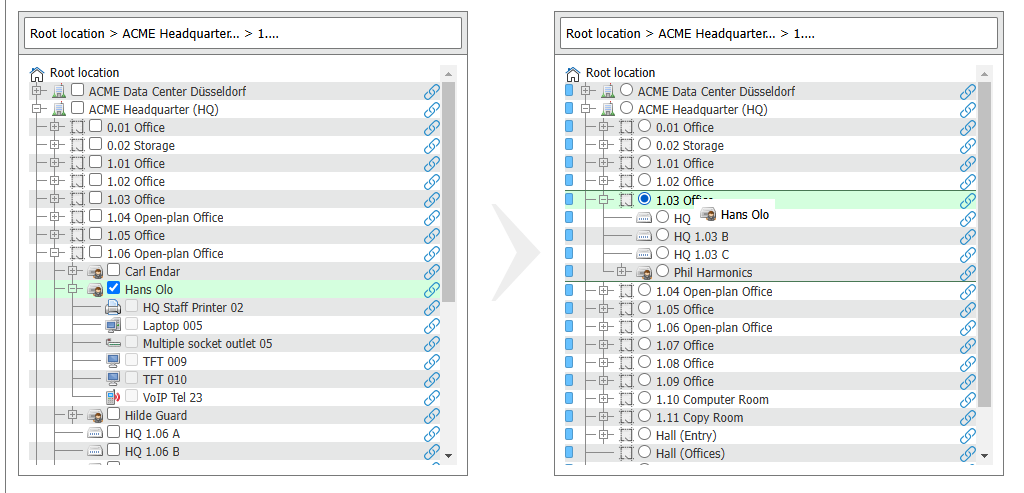 Root location > ACME Headquarter... > 1....
Root location
ACME Data Center Düsseldorf
ACME Headquarter (HQ)
0.01 Office
0.02 Storage
1.01 Office
1.02 Office
1.03 Office
1.04 Open-plan Office
1.05 Office
1.06 Open-plan Office
Carl Endar
Hans Olo
HQ Staff Printer 02
Laptop 005
Multiple socket outlet 05
TFT 009
TFT 010
VoIP Tel 23
Hilde Guard
HQ 1.06 A
HQ 1.06 B
Root location > ACME Headquarter... > 1....
Root location
ACME Data Center Düsseldorf
ACME Headquarter (HQ)
0.01 Office
0.02 Storage
1.01 Office
1.02 Office
1.03 Office
HQ
Hans Olo
HQ 1.03 B
HQ 1.03 C
Phil Harmonics
1.04 Open-plan Office
1.05 Office
1.06 Open-plan Office
1.07 Office
1.08 Office
1.09 Office
1.10 Computer Room
1.11 Copy Room
Hall (Entry)
Hall (Offices)